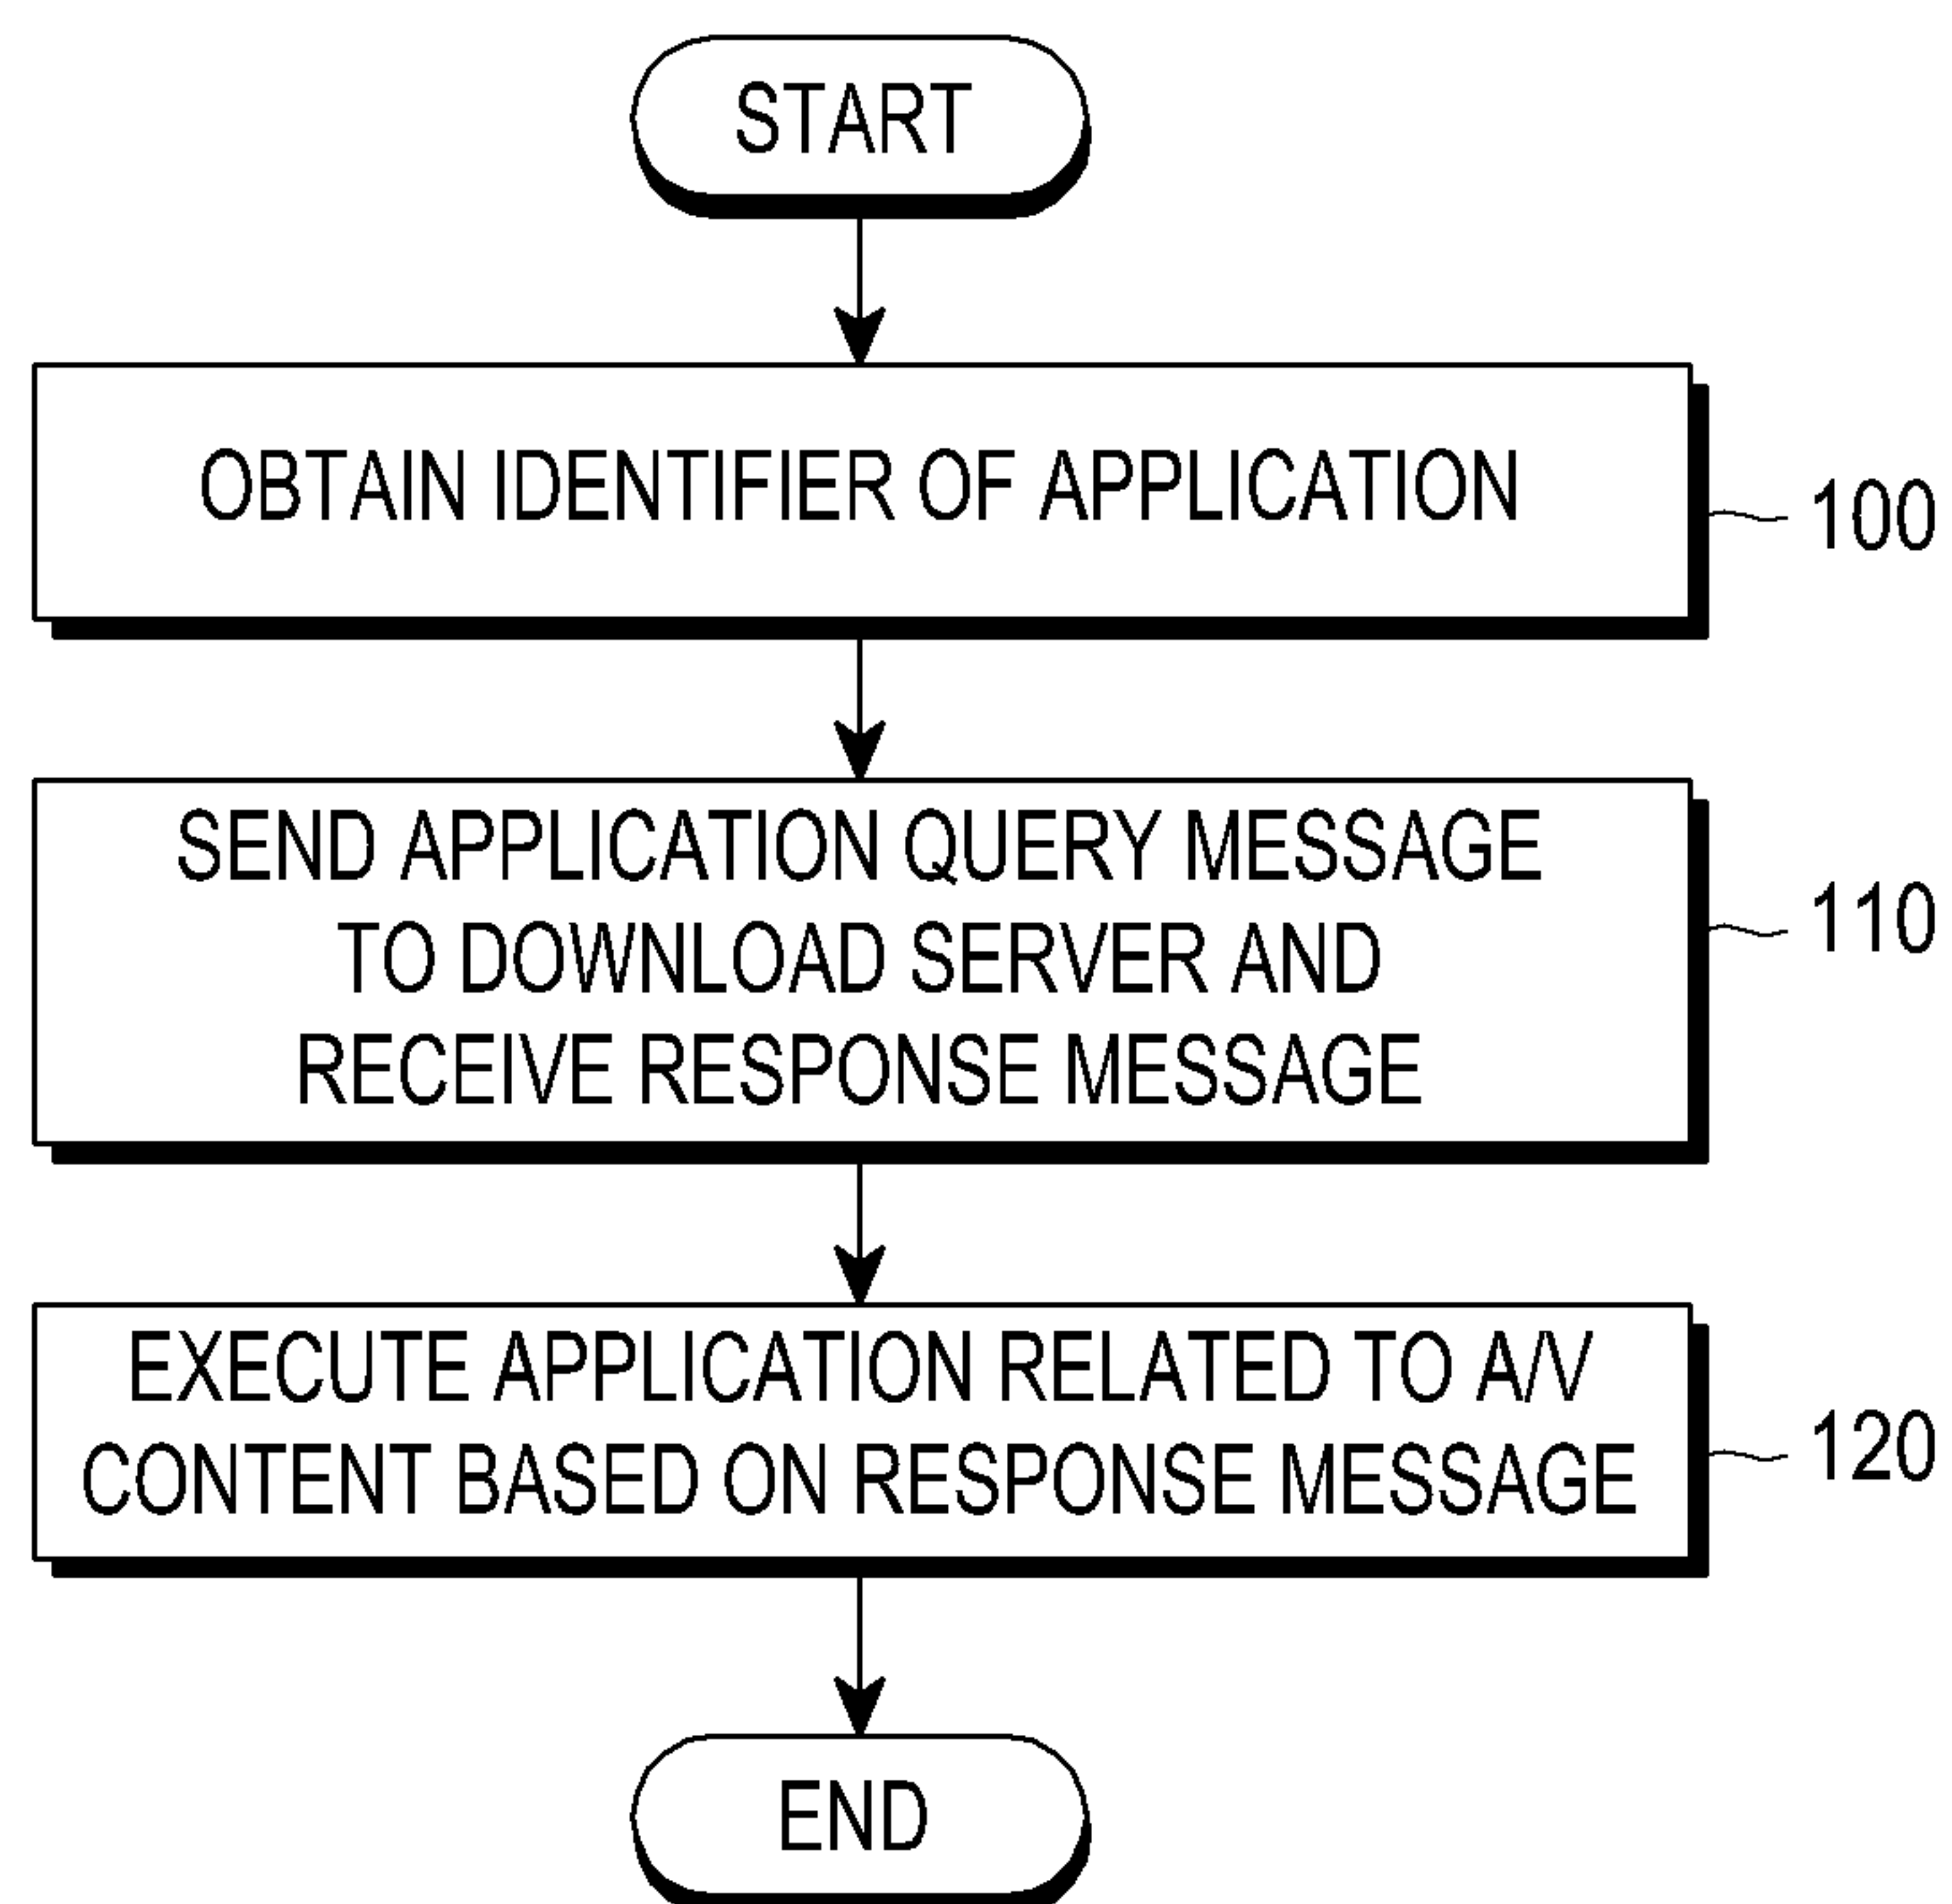 START
OBTAIN IDENTIFIER OF APPLICATION
100
SEND APPLICATION QUERY MESSAGE
TO DOWNLOAD SERVER AND
RECEIVE RESPONSE MESSAGE
110
EXECUTE APPLICATION RELATED TO A/V
CONTENT BASED ON RESPONSE MESSAGE
120
END